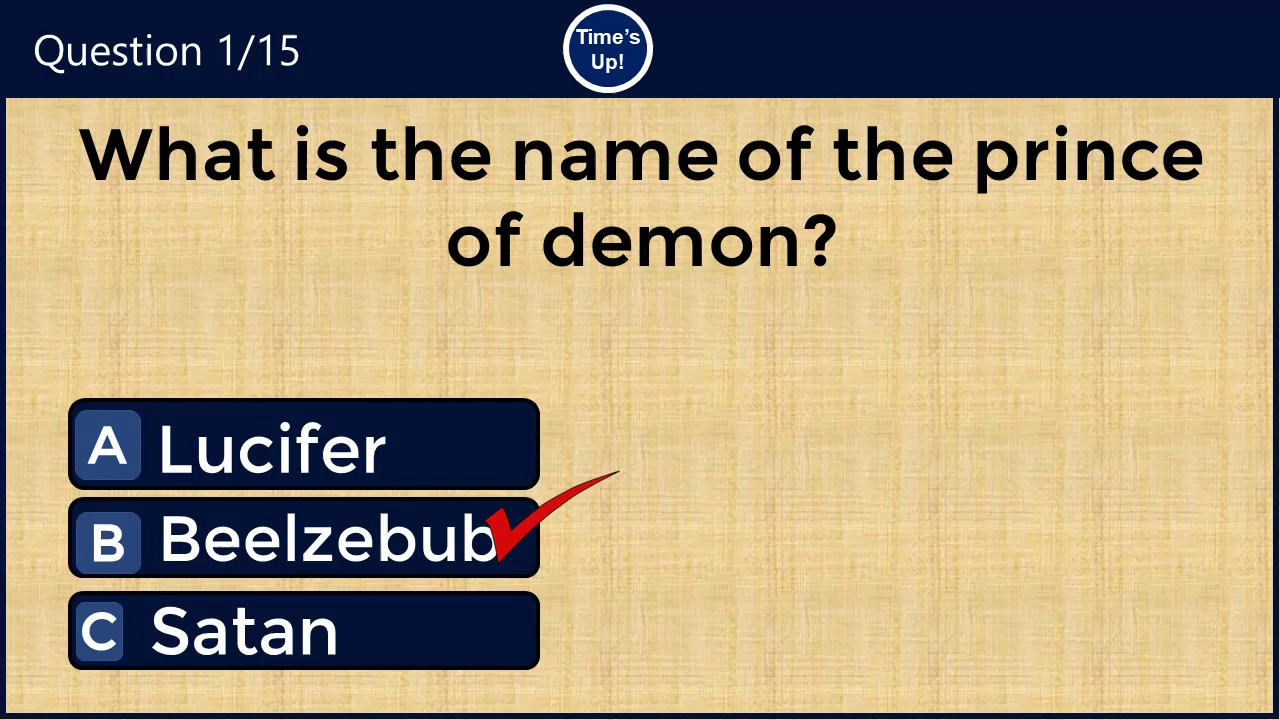 Question 1/15
Time's
Up!
What is the name of the prince
of demon?
A Lucifer
B Beelzebub
C Satan